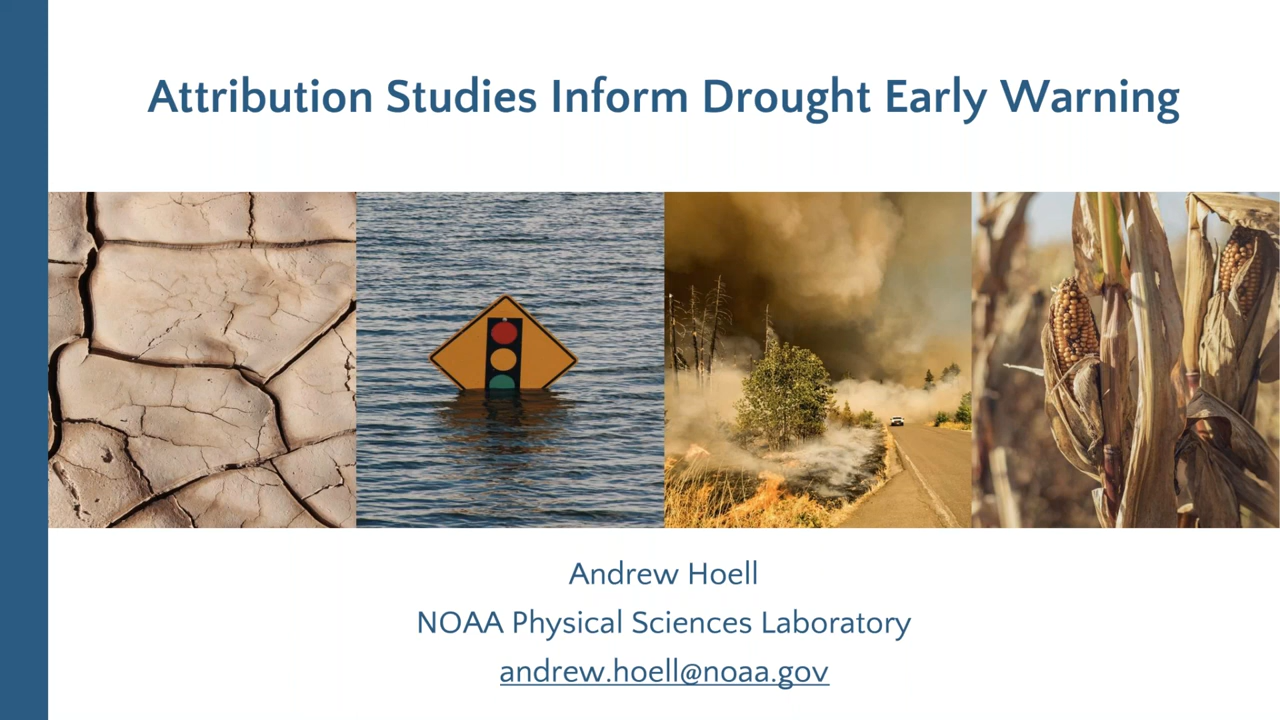 Attribution Studies Inform Drought Early Warning
Andrew Hoell
NOAA Physical Sciences Laboratory
andrew.hoell@noaa.gov